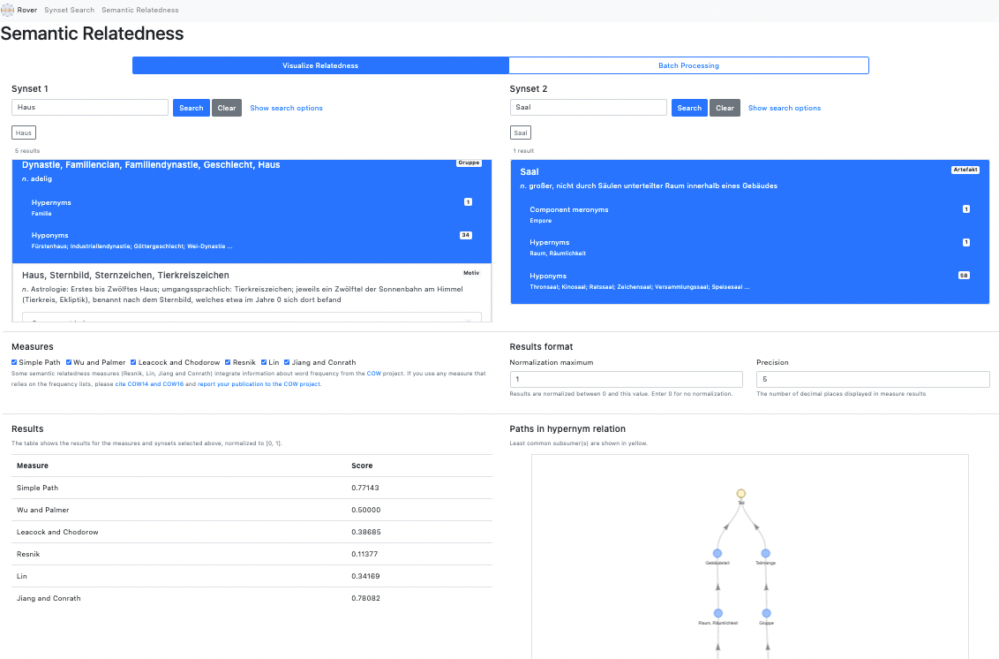 Rover Synset Search Semantic Relatedness
Semantic Relatedness
Visualize Relatedness Batch Processing
Synset 1
Haus Search Clear Show search options
Haus
5 results
Dynastie, Familienclan, Familiendynastie, Geschlecht, Haus Gruppe
n. adelig
Hypernyms 1
Familie
Hyponyms 34
Fürstenhaus; Industriellendynastie; Göttergeschlecht; Wei-Dynastie ...
Haus, Sternbild, Sternzeichen, Tierkreiszeichen Motiv
n. Astrologie: Erstes bis Zwölftes Haus; umgangssprachlich: Tierkreiszeichen; jeweils ein Zwölftel der Sonnenbahn am Himmel
(Tierkreis, Ekliptik), benannt nach dem Sternbild, welches etwa im Jahre 0 sich dort befand
Synset 2
Saal Search Clear Show search options
Saal
1 result
Saal Artefakt
n. großer, nicht durch Säulen unterteilter Raum innerhalb eines Gebäudes
Component meronyms 1
Empore
Hypernyms 1
Raum, Räumlichkeit
Hyponyms 58
Thronsaal; Kinosaal; Ratssaal; Zeichensaal; Versammlungssaal; Speisesaal ...
Measures
Simple Path Wu and Palmer Leacock and Chodorow Resnik Lin Jiang and Conrath
Some semantic relatedness measures (Resnik, Lin, Jiang and Conrath) integrate information about word frequency from the COW project. If you use any measure that
relies on the frequency lists, please cite COW14 and COW16 and report your publication to the COW project.
Results format
Normalization maximum Precision
1 5
Results are normalized between 0 and this value. Enter 0 for no normalization. The number of decimal places displayed in measure results
Results
The table shows the results for the measures and synsets selected above, normalized to [0, 1].
Measure Score
Simple Path 0.77143
Wu and Palmer 0.50000
Leacock and Chodorow 0.38685
Resnik 0.11377
Lin 0.34169
Jiang and Conrath 0.78082
Paths in hypernym relation
Least common subsumer(s) are shown in yellow.
Teil
Gebäudeteil Teilmenge
Raum, Räumlichkeit Gruppe